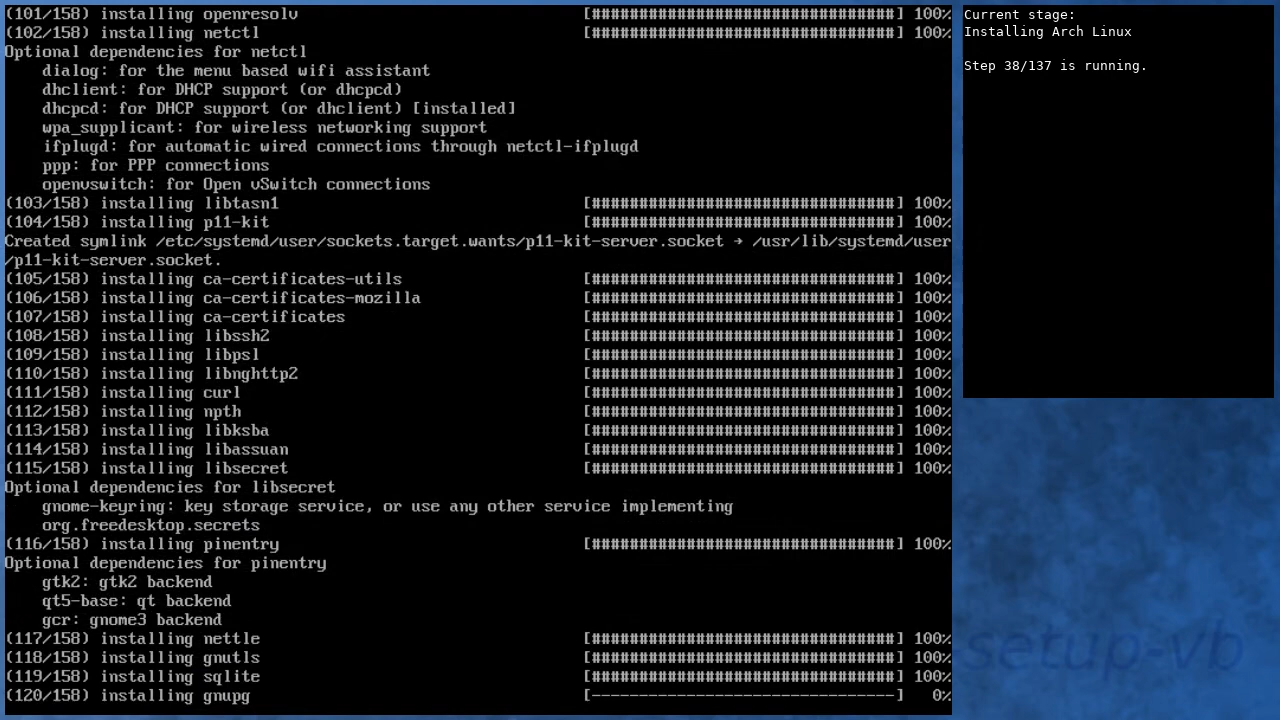 (101/158) installing openresolv [################################] 100%
(102/158) installing netctl [################################] 100%
Optional dependencies for netctl
    dialog: for the menu based wifi assistant
    dhclient: for DHCP support (or dhcpcd)
    dhcpcd: for DHCP support (or dhclient) [installed]
    wpa_supplicant: for wireless networking support
    ifplugd: for automatic wired connections through netctl-ifplugd
    ppp: for PPP connections
    openvswitch: for Open vSwitch connections
(103/158) installing libtasn1 [################################] 100%
(104/158) installing p11-kit [################################] 100%
Created symlink /etc/systemd/user/sockets.target.wants/p11-kit-server.socket → /usr/lib/systemd/user
/p11-kit-server.socket.
(105/158) installing ca-certificates-utils [################################] 100%
(106/158) installing ca-certificates-mozilla [################################] 100%
(107/158) installing ca-certificates [################################] 100%
(108/158) installing libssh2 [################################] 100%
(109/158) installing libpsl [################################] 100%
(110/158) installing libnghttp2 [################################] 100%
(111/158) installing curl [################################] 100%
(112/158) installing npth [################################] 100%
(113/158) installing libksba [################################] 100%
(114/158) installing libassuan [################################] 100%
(115/158) installing libsecret [################################] 100%
Optional dependencies for libsecret
    gnome-keyring: key storage service, or use any other service implementing
    org.freedesktop.secrets
(116/158) installing pinentry [################################] 100%
Optional dependencies for pinentry
    gtk2: gtk2 backend
    qt5-base: qt backend
    gcr: gnome3 backend
(117/158) installing nettle [################################] 100%
(118/158) installing gnutls [################################] 100%
(119/158) installing sqlite [################################] 100%
(120/158) installing gnupg [--------------------------------] 0%
Current stage:
Installing Arch Linux
Step 38/137 is running.
setup-vb